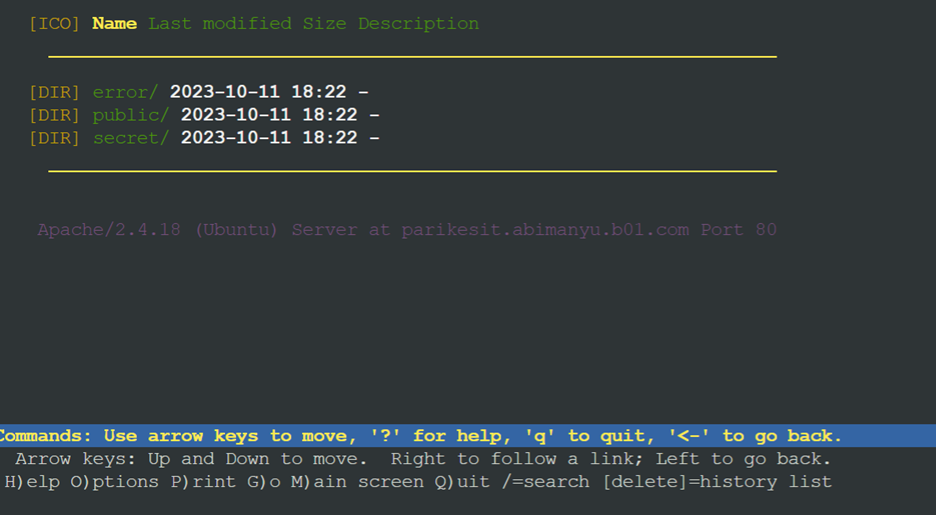 [ICO] Name Last modified Size Description
[DIR] error/ 2023-10-11 18:22 -
[DIR] public/ 2023-10-11 18:22 -
[DIR] secret/ 2023-10-11 18:22 -
Apache/2.4.18 (Ubuntu) Server at parikesit.abimanyu.b01.com Port 80
Commands: Use arrow keys to move, '?' for help, 'q' to quit, '<-' to go back.
Arrow keys: Up and Down to move. Right to follow a link; Left to go back.
H)elp O)ptions P)rint G)o M)ain screen Q)uit /=search [delete]=history list